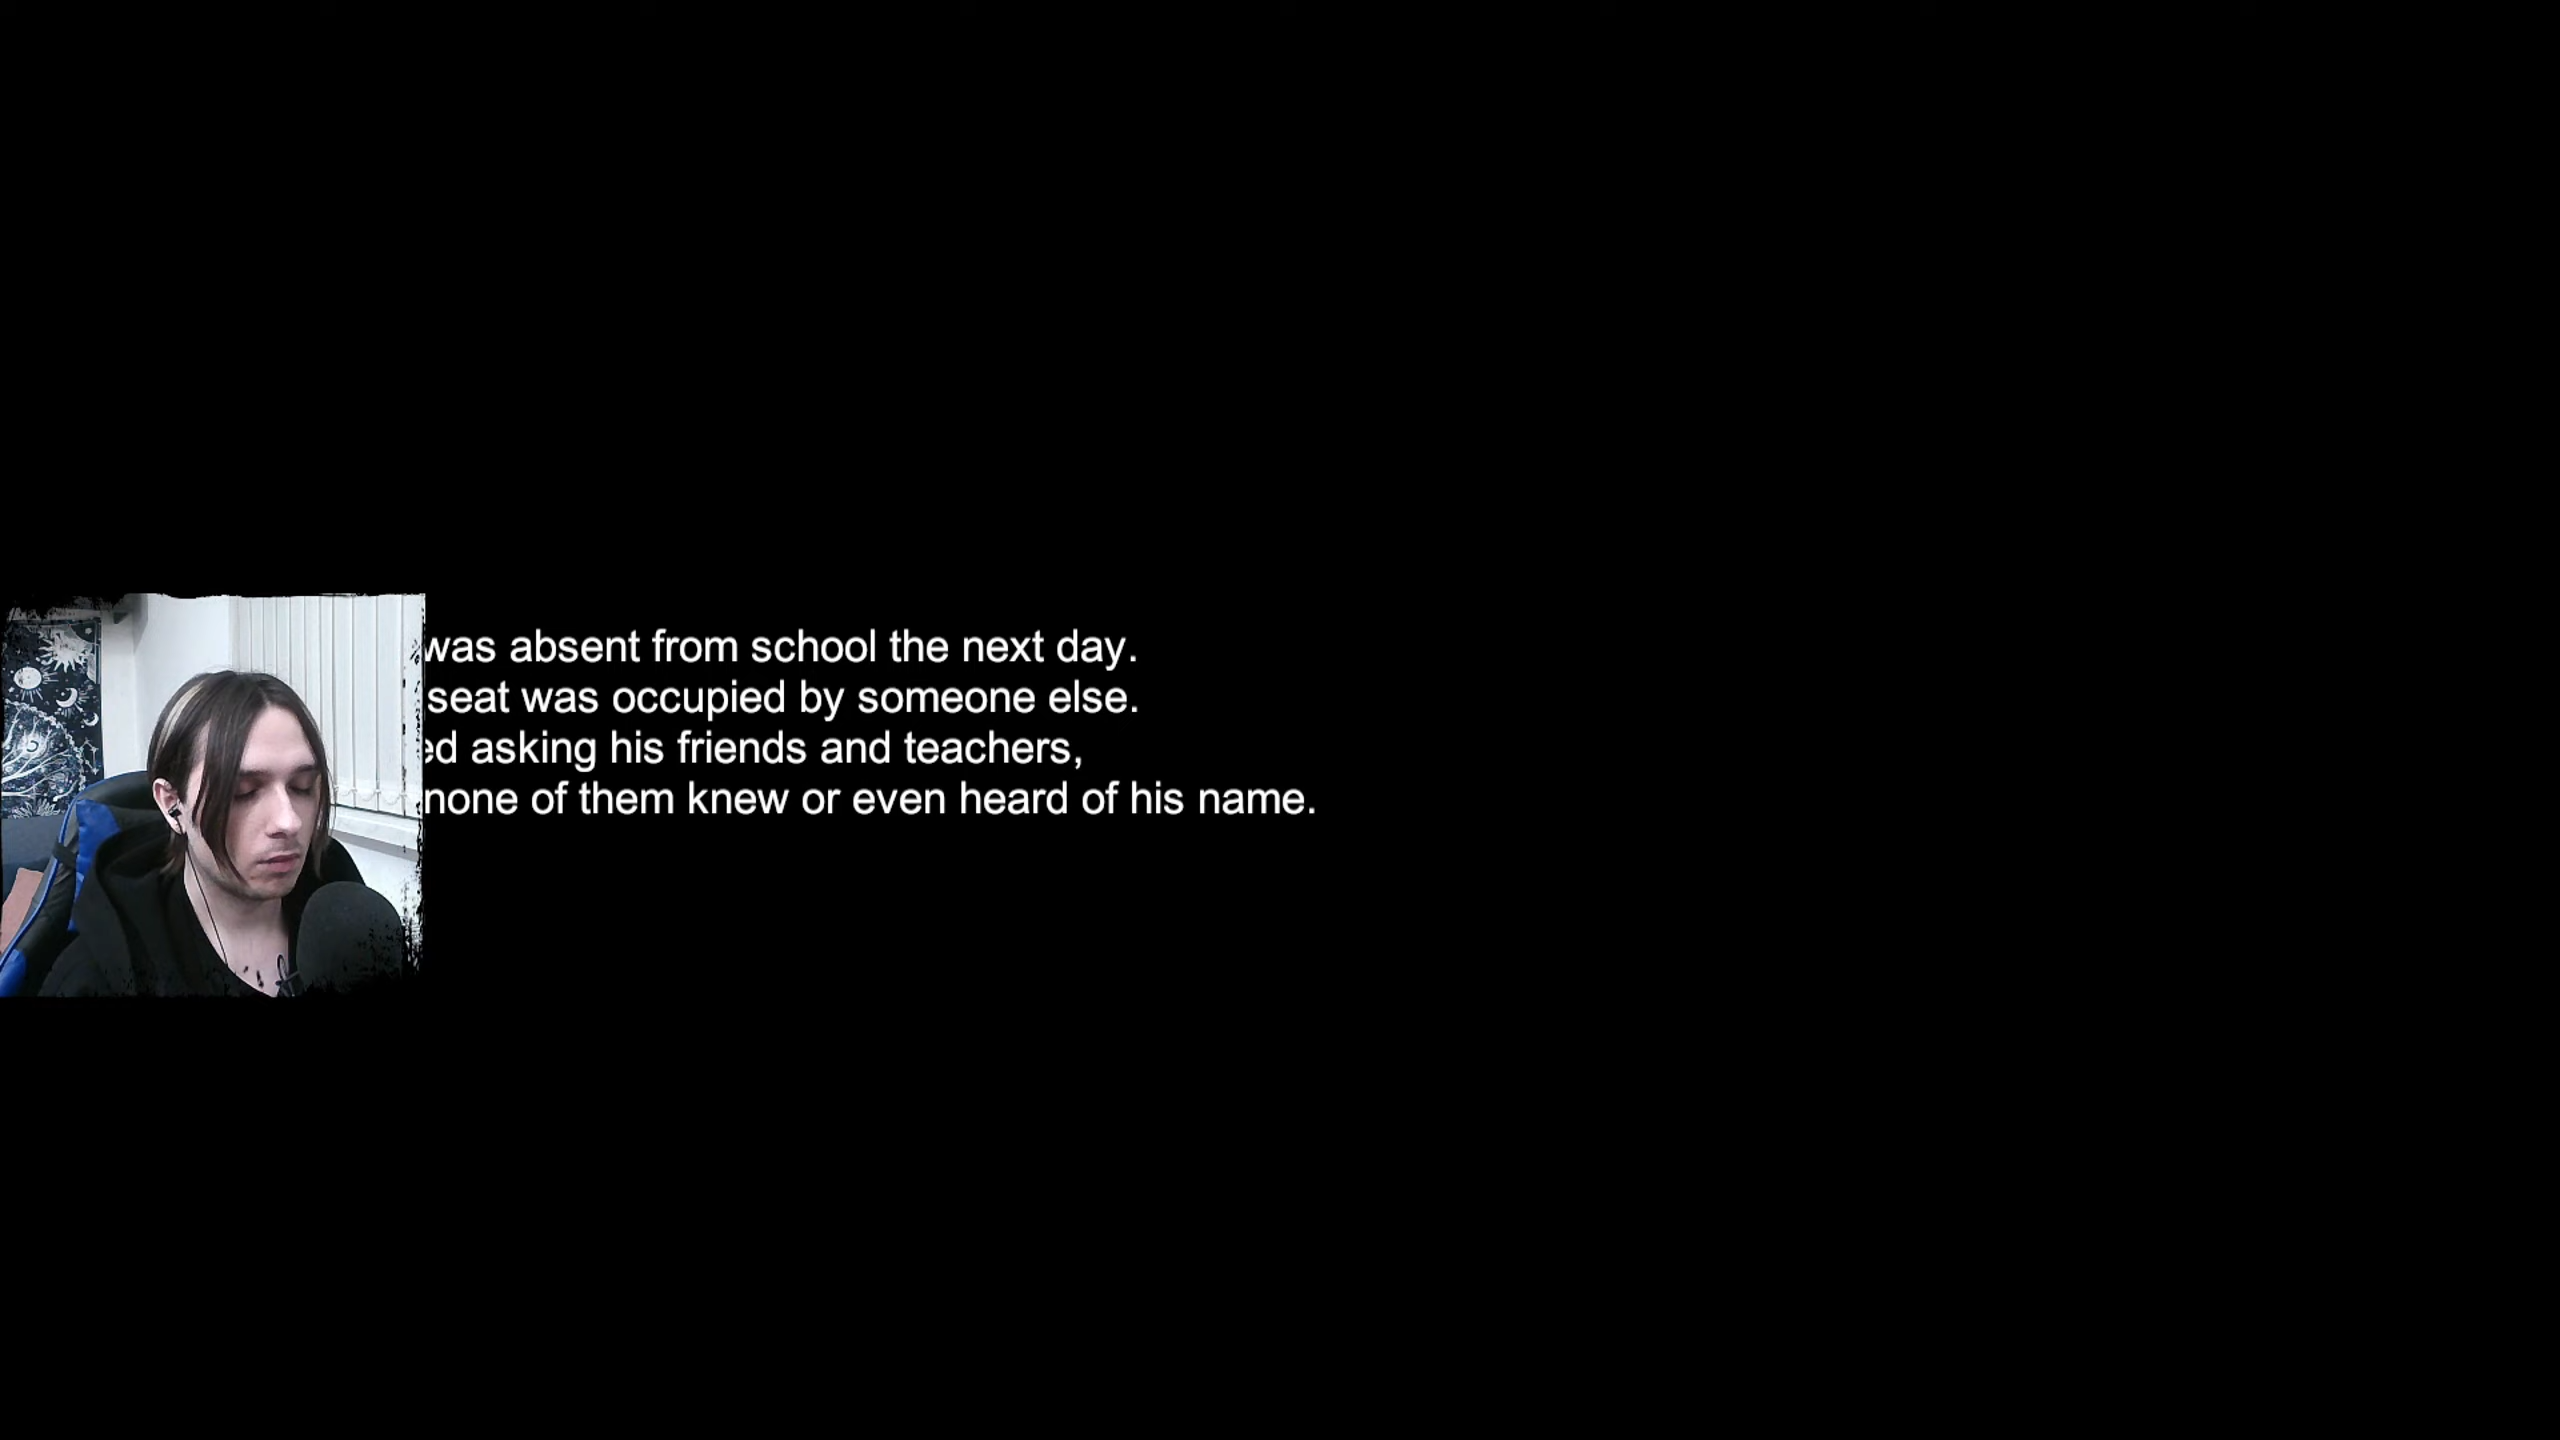 was absent from school the next day.
seat was occupied by someone else.
asking his friends and teachers,
none of them knew or even heard of his name.